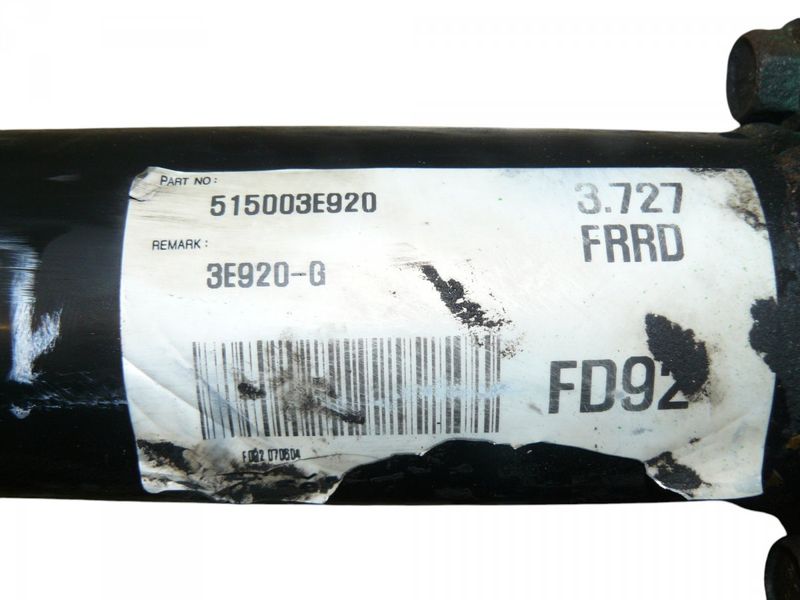 PART NO:
515003E920
3.727
FRRD
REMARK:
3E920-G
FD92
FD92 070604